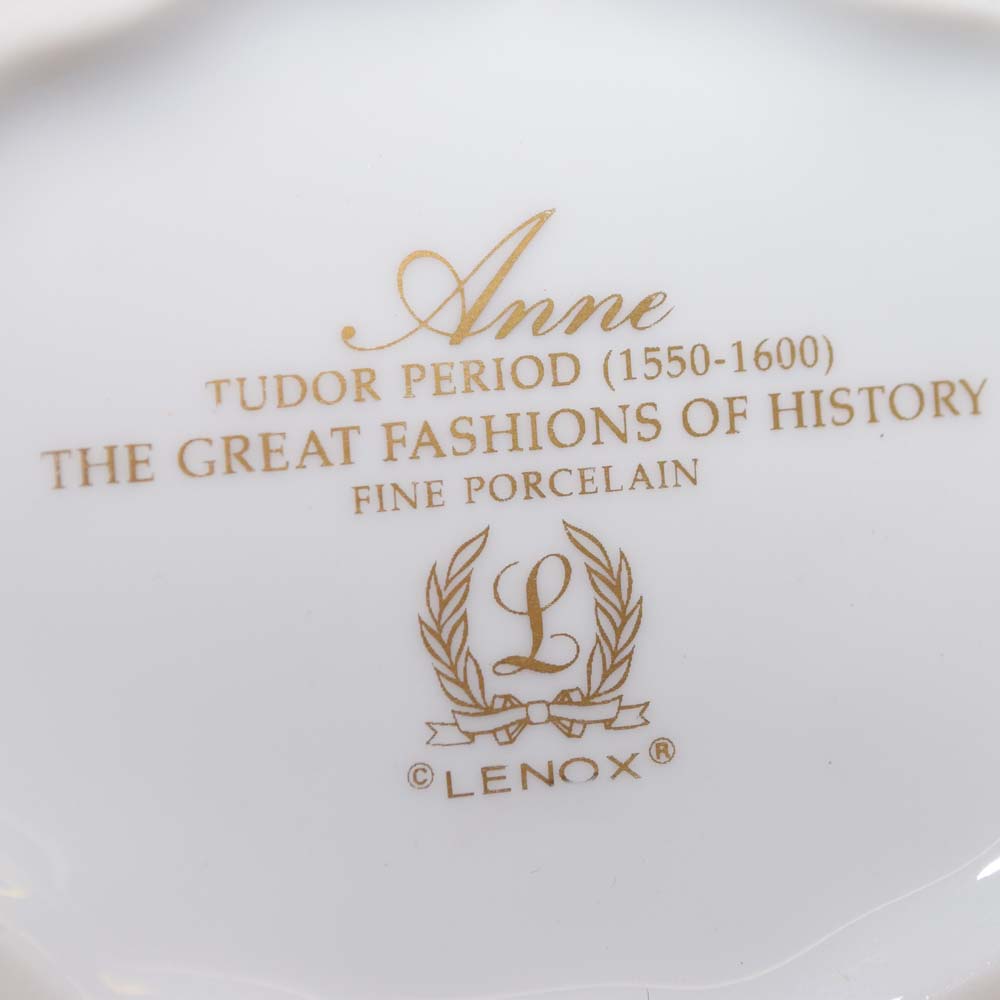 Anne
TUDOR PERIOD (1550-1600)
THE GREAT FASHIONS OF HISTORY
FINE PORCELAIN
L
© LENOX ®